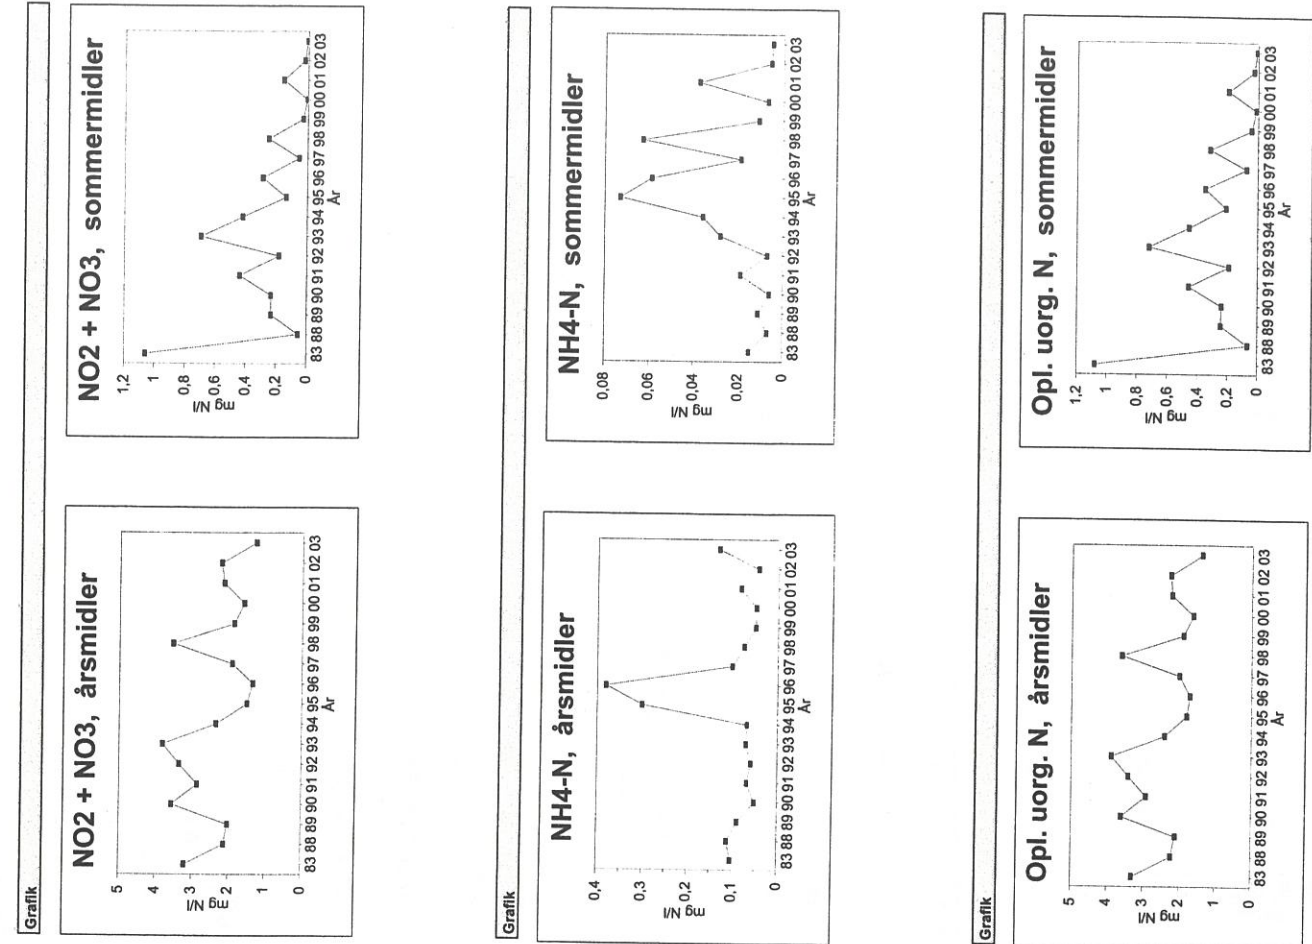 Grafik
NO2 + NO3, årsmidler
5
4
3
2
1
0
mg N/l
83 88 89 90 91 92 93 94 95 96 97 98 99 00 01 02 03
År
NO2 + NO3, sommermidler
1,2
1
0,8
0,6
0,4
0,2
0
mg N/l
83 88 89 90 91 92 93 94 95 96 97 98 99 00 01 02 03
År
Grafik
NH4-N, årsmidler
0,4
0,3
0,2
0,1
0
mg N/l
83 88 89 90 91 92 93 94 95 96 97 98 99 00 01 02 03
År
NH4-N, sommermidler
0,08
0,06
0,04
0,02
0
mg N/l
83 88 89 90 91 92 93 94 95 96 97 98 99 00 01 02 03
År
Grafik
Opl. uorg. N, årsmidler
5
4
3
2
1
0
mg N/l
83 88 89 90 91 92 93 94 95 96 97 98 99 00 01 02 03
År
Opl. uorg. N, sommermidler
1,2
1
0,8
0,6
0,4
0,2
0
mg N/l
83 88 89 90 91 92 93 94 95 96 97 98 99 00 01 02 03
År